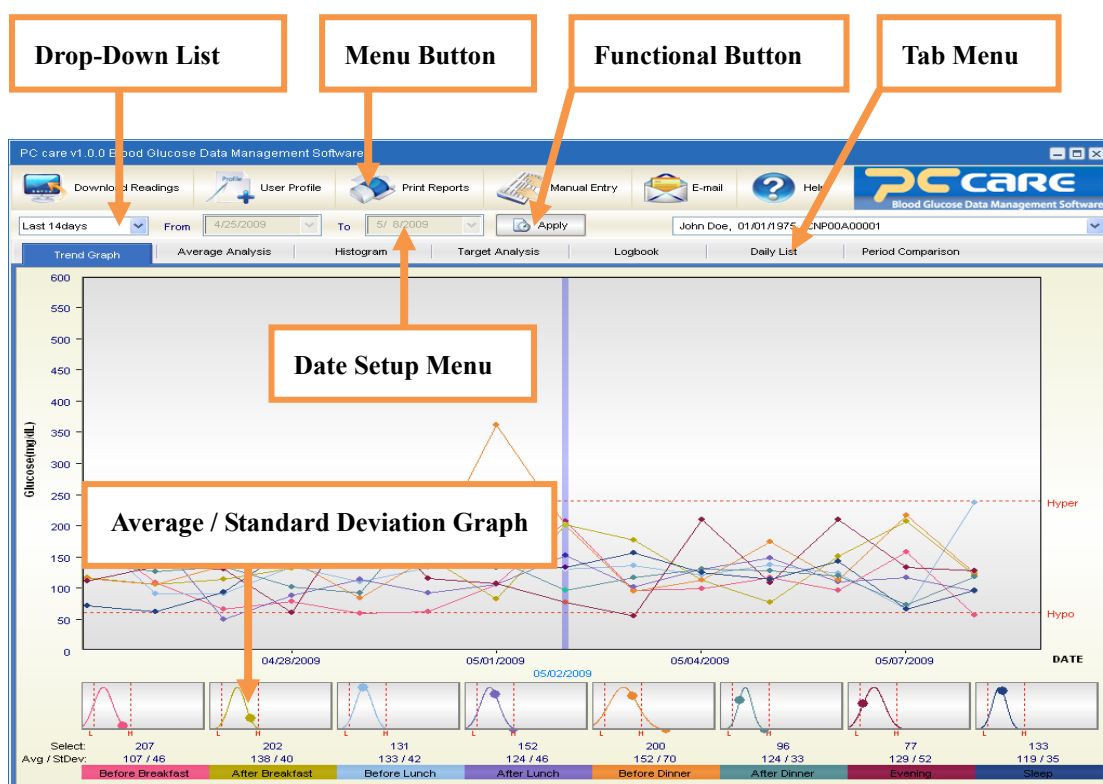 Drop-Down List
Menu Button
Functional Button
Tab Menu
PC care v1.0.0 Blood Glucose Data Management Software
Download Readings
User Profile
Print Reports
Manual Entry
E-mail
Help
PCcare
Blood Glucose Data Management Software
Last 14days
From
4/25/2009
To
5/ 8/2009
Apply
John Doe, 01/01/1975, CNP00A00001
Trend Graph
Average Analysis
Histogram
Target Analysis
Logbook
Daily List
Period Comparison
Date Setup Menu
Average / Standard Deviation Graph
Glucose(mg/dL)
600
550
500
450
400
350
300
250
200
150
100
50
0
Hyper
Hypo
04/28/2009 05/01/2009 05/04/2009 05/07/2009 DATE
05/02/2009
L H L H L H L H L H L H L H L H
Select: 207 202 131 152 200 96 77 133
Avg / StDev: 107 / 46 138 / 40 133 / 42 124 / 46 152 / 70 124 / 33 129 / 52 119 / 35
Before Breakfast After Breakfast Before Lunch After Lunch Before Dinner After Dinner Evening Sleep